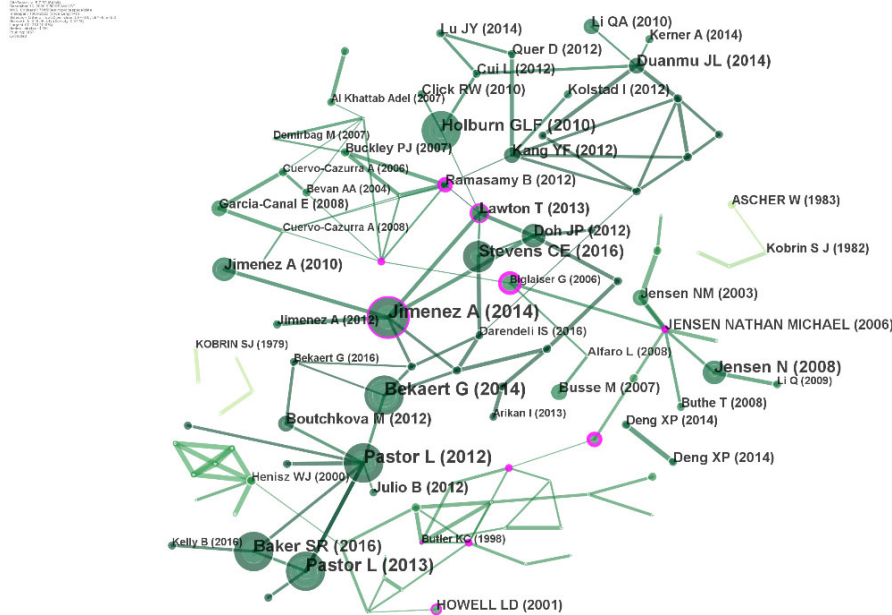 Lu JY (2014)
Li QA (2010)
Kerner A (2014)
Quer D (2012)
Cui L (2012)
Duanmu JL (2014)
Click RW (2010)
Kolstad I (2012)
Al Khattab Adel (2007)
Holburn GLF (2010)
Demirbag M (2007)
Buckley PJ (2007)
Kang YF (2012)
Cuervo-Cazurra A (2006)
Ramasamy B (2012)
Bevan AA (2004)
Garcia-Canal E (2008)
Lawton T (2013)
ASCHER W (1983)
Cuervo-Cazurra A (2008)
Doh JP (2012)
Stevens CE (2016)
Kobrin S J (1982)
Jimenez A (2010)
Biglaiser G (2006)
Jensen NM (2003)
Jimenez A (2014)
Jimenez A (2012)
JENSEN NATHAN MICHAEL (2006)
Darendeli IS (2016)
KOBRIN SJ (1979)
Alfaro L (2008)
Bekaert G (2016)
Jensen N (2008)
Li Q (2009)
Busse M (2007)
Bekaert G (2014)
Buthe T (2008)
Boutchkova M (2012)
Arikan I (2013)
Deng XP (2014)
Pastor L (2012)
Deng XP (2014)
Henisz WJ (2000)
Julio B (2012)
Butler KC (1998)
Kelly B (2016)
Baker SR (2016)
Pastor L (2013)
HOWELL LD (2001)